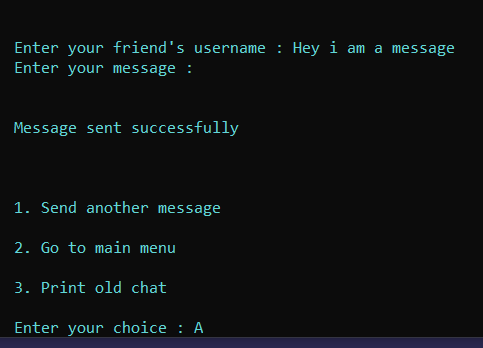 Enter your friend's username : Hey i am a message
Enter your message :
Message sent successfully
1. Send another message
2. Go to main menu
3. Print old chat
Enter your choice : A